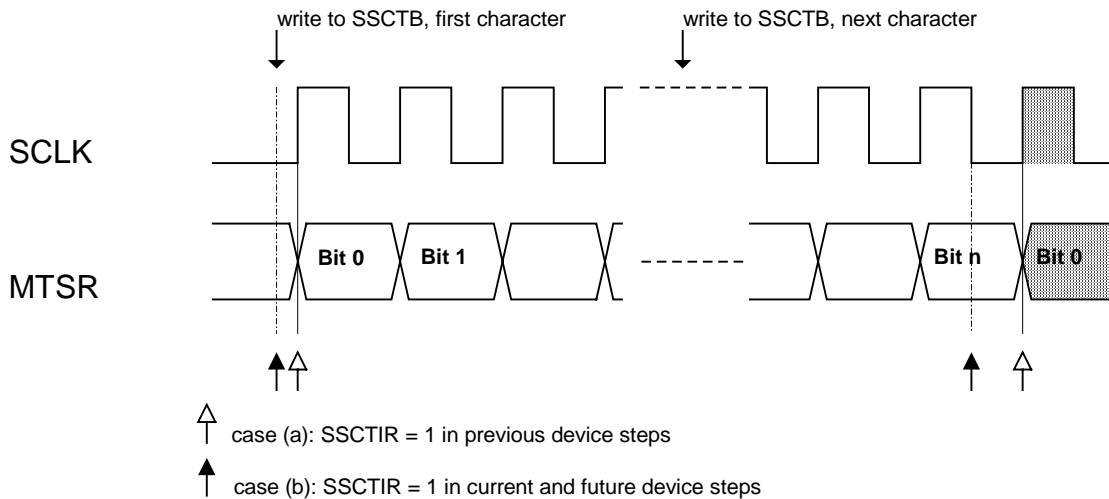 write to SSCTB, first character
write to SSCTB, next character
SCLK
MTSR
Bit 0
Bit 1
Bit n
Bit 0
case (a): SSCTIR = 1 in previous device steps
case (b): SSCTIR = 1 in current and future device steps